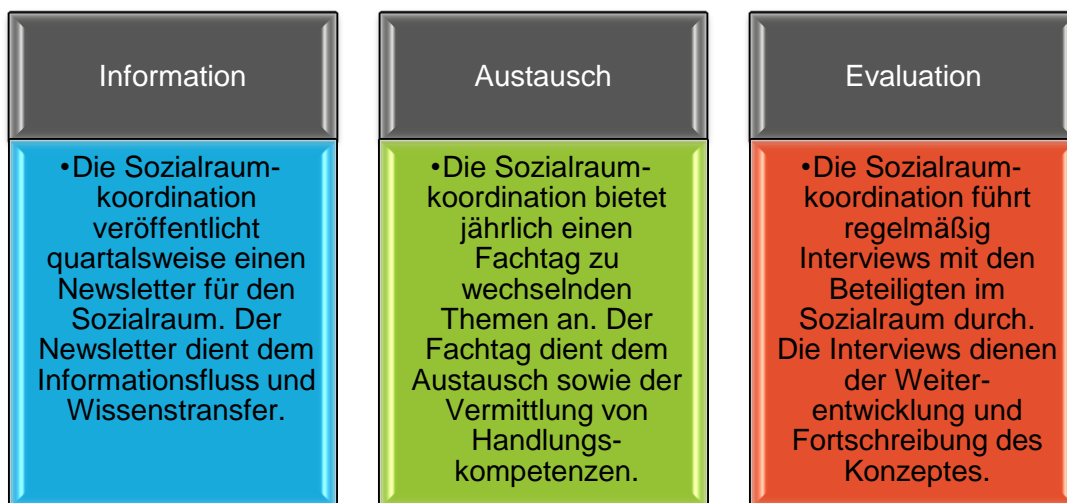 Information
•Die Sozialraum-
koordination
veröffentlicht
quartalsweise einen
Newsletter für den
Sozialraum. Der
Newsletter dient dem
Informationsfluss und
Wissenstransfer.
Austausch
•Die Sozialraum-
koordination bietet
jährlich einen
Fachtag zu
wechselnden
Themen an. Der
Fachtag dient dem
Austausch sowie der
Vermittlung von
Handlungs-
kompetenzen.
Evaluation
•Die Sozialraum-
koordination führt
regelmäßig
Interviews mit den
Beteiligten im
Sozialraum durch.
Die Interviews dienen
der Weiter-
entwicklung und
Fortschreibung des
Konzeptes.